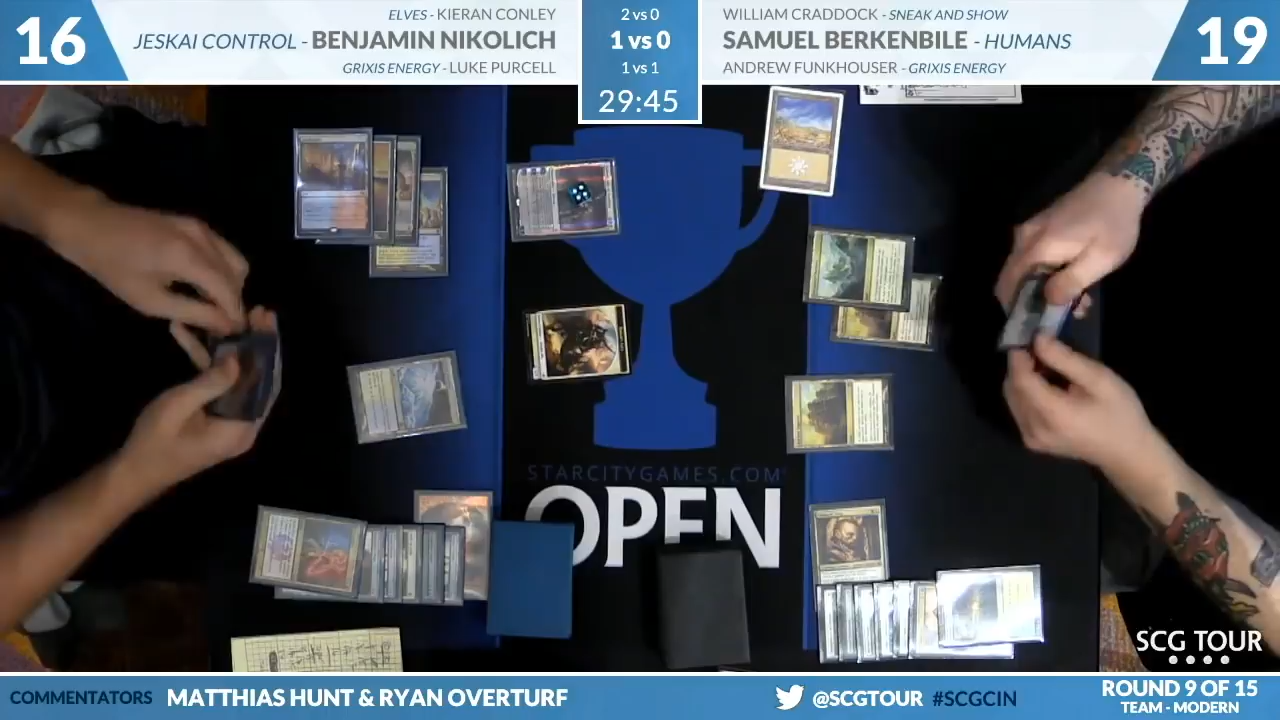 16
ELVES - KIERAN CONLEY
JESKAI CONTROL - BENJAMIN NIKOLICH
GRIXIS ENERGY - LUKE PURCELL
2 vs 0
1 vs 0
1 vs 1
29:45
WILLIAM CRADDOCK - SNEAK AND SHOW
SAMUEL BERKENBILE - HUMANS
ANDREW FUNKHOUSER - GRIXIS ENERGY
19
STARCITYGAMES.COM
OPEN
SCG TOUR
COMMENTATORS MATTHIAS HUNT & RYAN OVERTURF
@SCGTOUR #SCGCIN
ROUND 9 OF 15
TEAM - MODERN